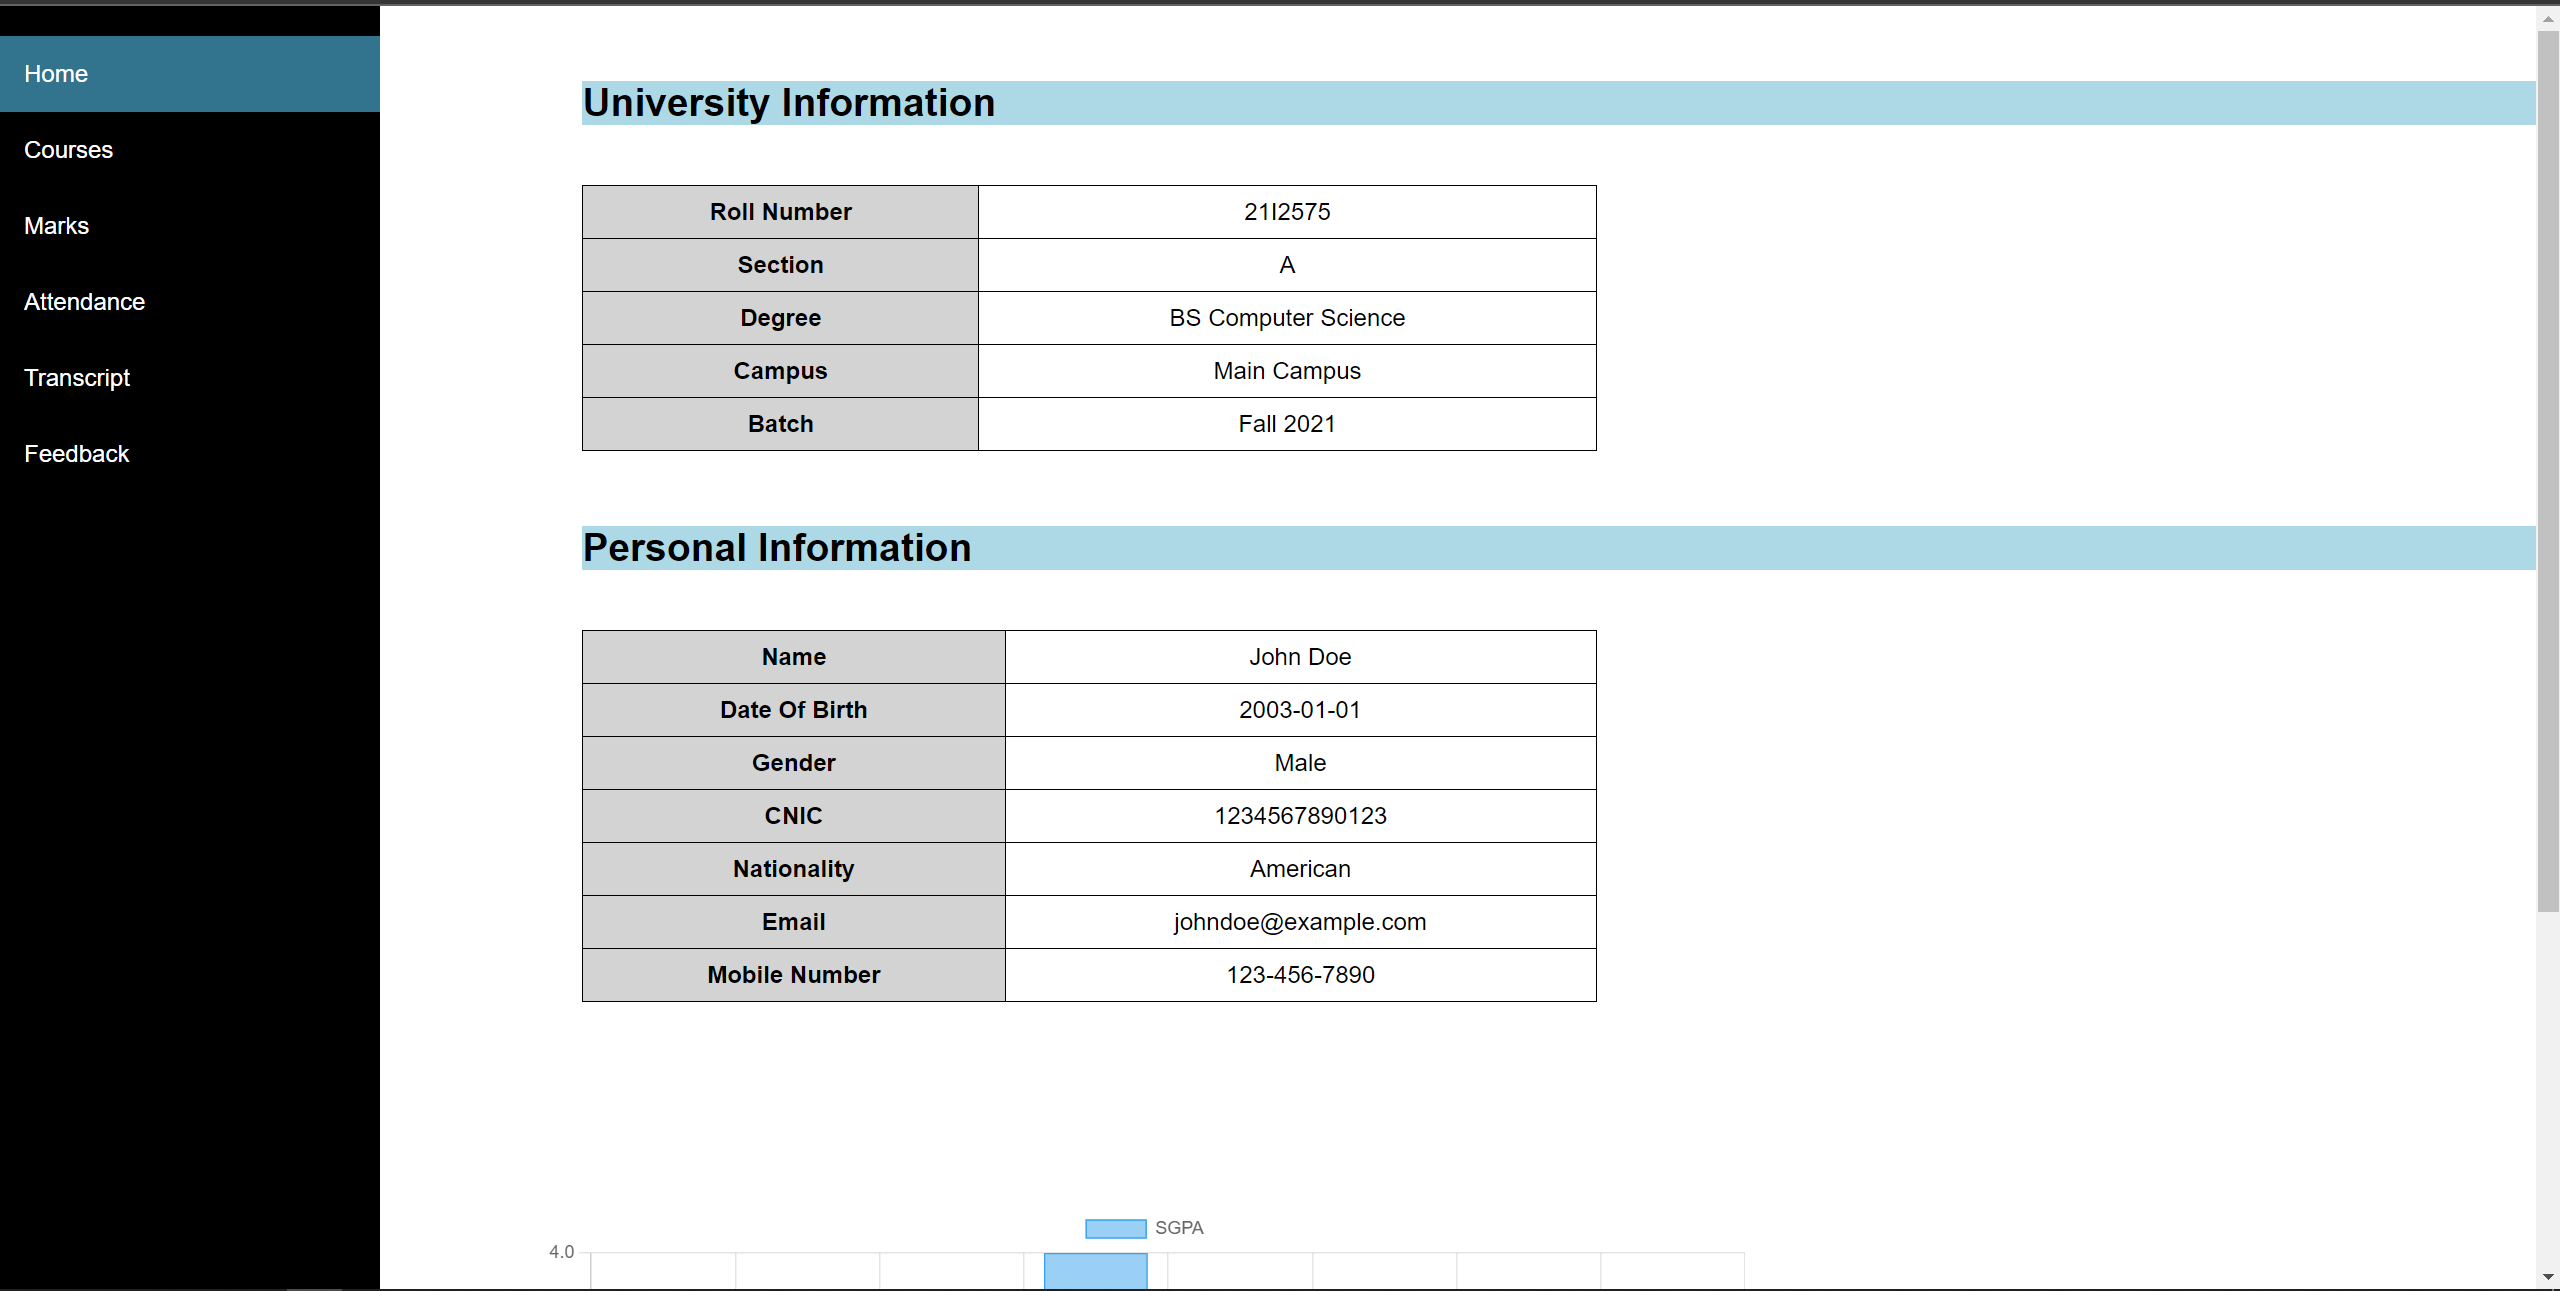 Home
Courses
Marks
Attendance
Transcript
Feedback
University Information
Roll Number 21I2575
Section A
Degree BS Computer Science
Campus Main Campus
Batch Fall 2021
Personal Information
Name John Doe
Date Of Birth 2003-01-01
Gender Male
CNIC 1234567890123
Nationality American
Email johndoe@example.com
Mobile Number 123-456-7890
SGPA
4.0